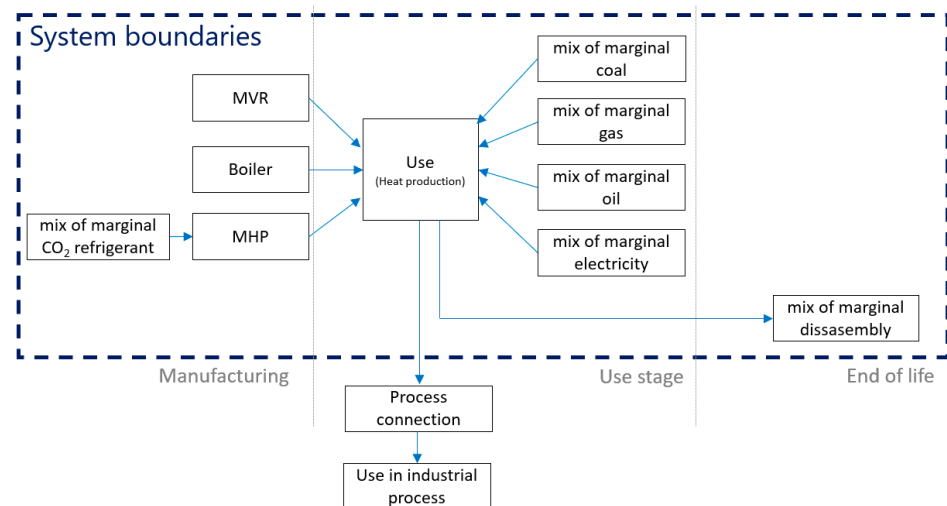 System boundaries
MVR
Boiler
mix of marginal
CO₂ refrigerant
MHP
Use
(Heat production)
mix of marginal
coal
mix of marginal
gas
mix of marginal
oil
mix of marginal
electricity
mix of marginal
dissasembly
Manufacturing
Use stage
End of life
Process
connection
Use in industrial
process